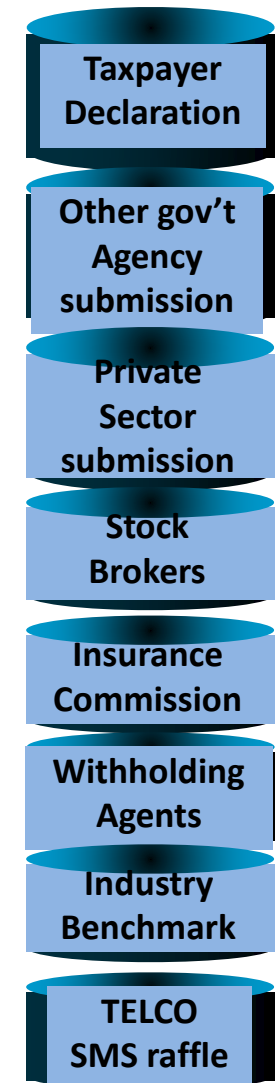 Taxpayer
Declaration
Other gov’t
Agency
submission
Private
Sector
submission
Stock
Brokers
Insurance
Commission
Withholding
Agents
Industry
Benchmark
TELCO
SMS raffle